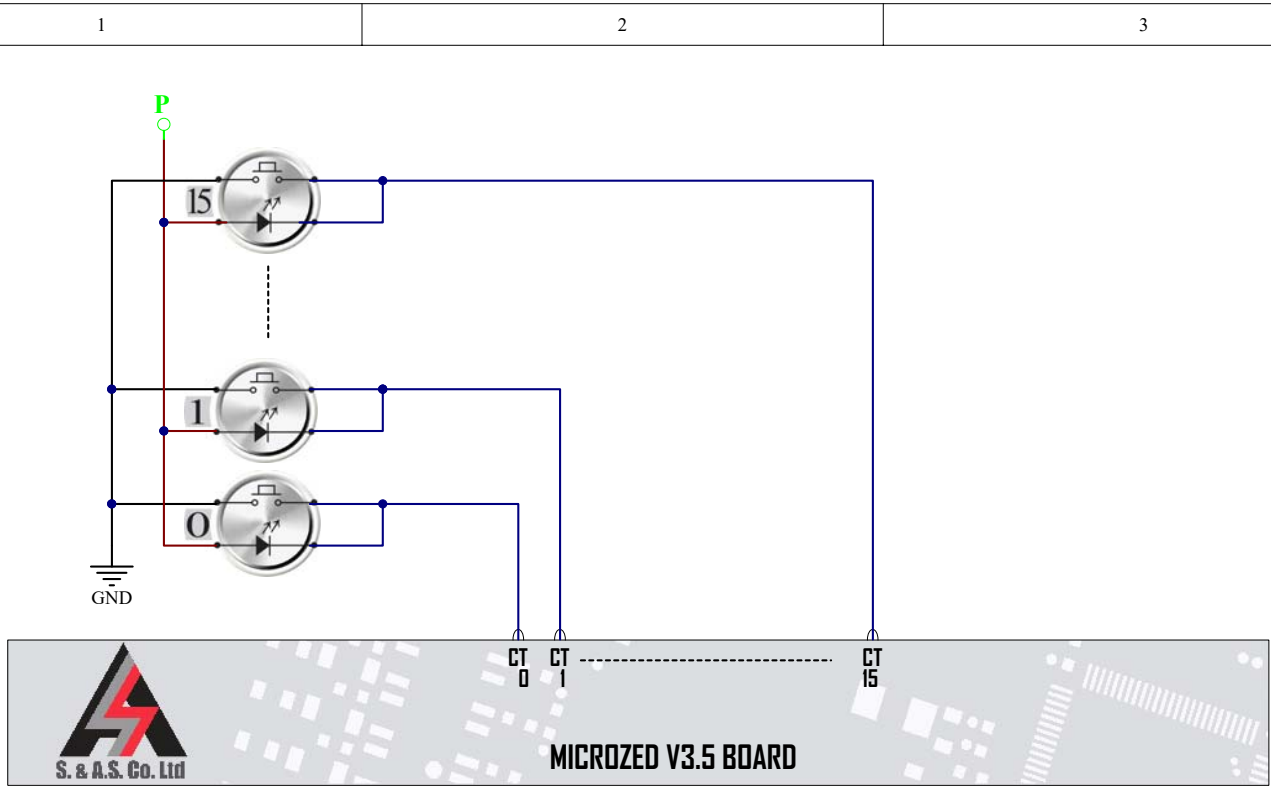 1 2 3
P
15
1
0
GND
CT 0 CT 1 CT 15
S. & A.S. Co. Ltd
MICROZED V3.5 BOARD